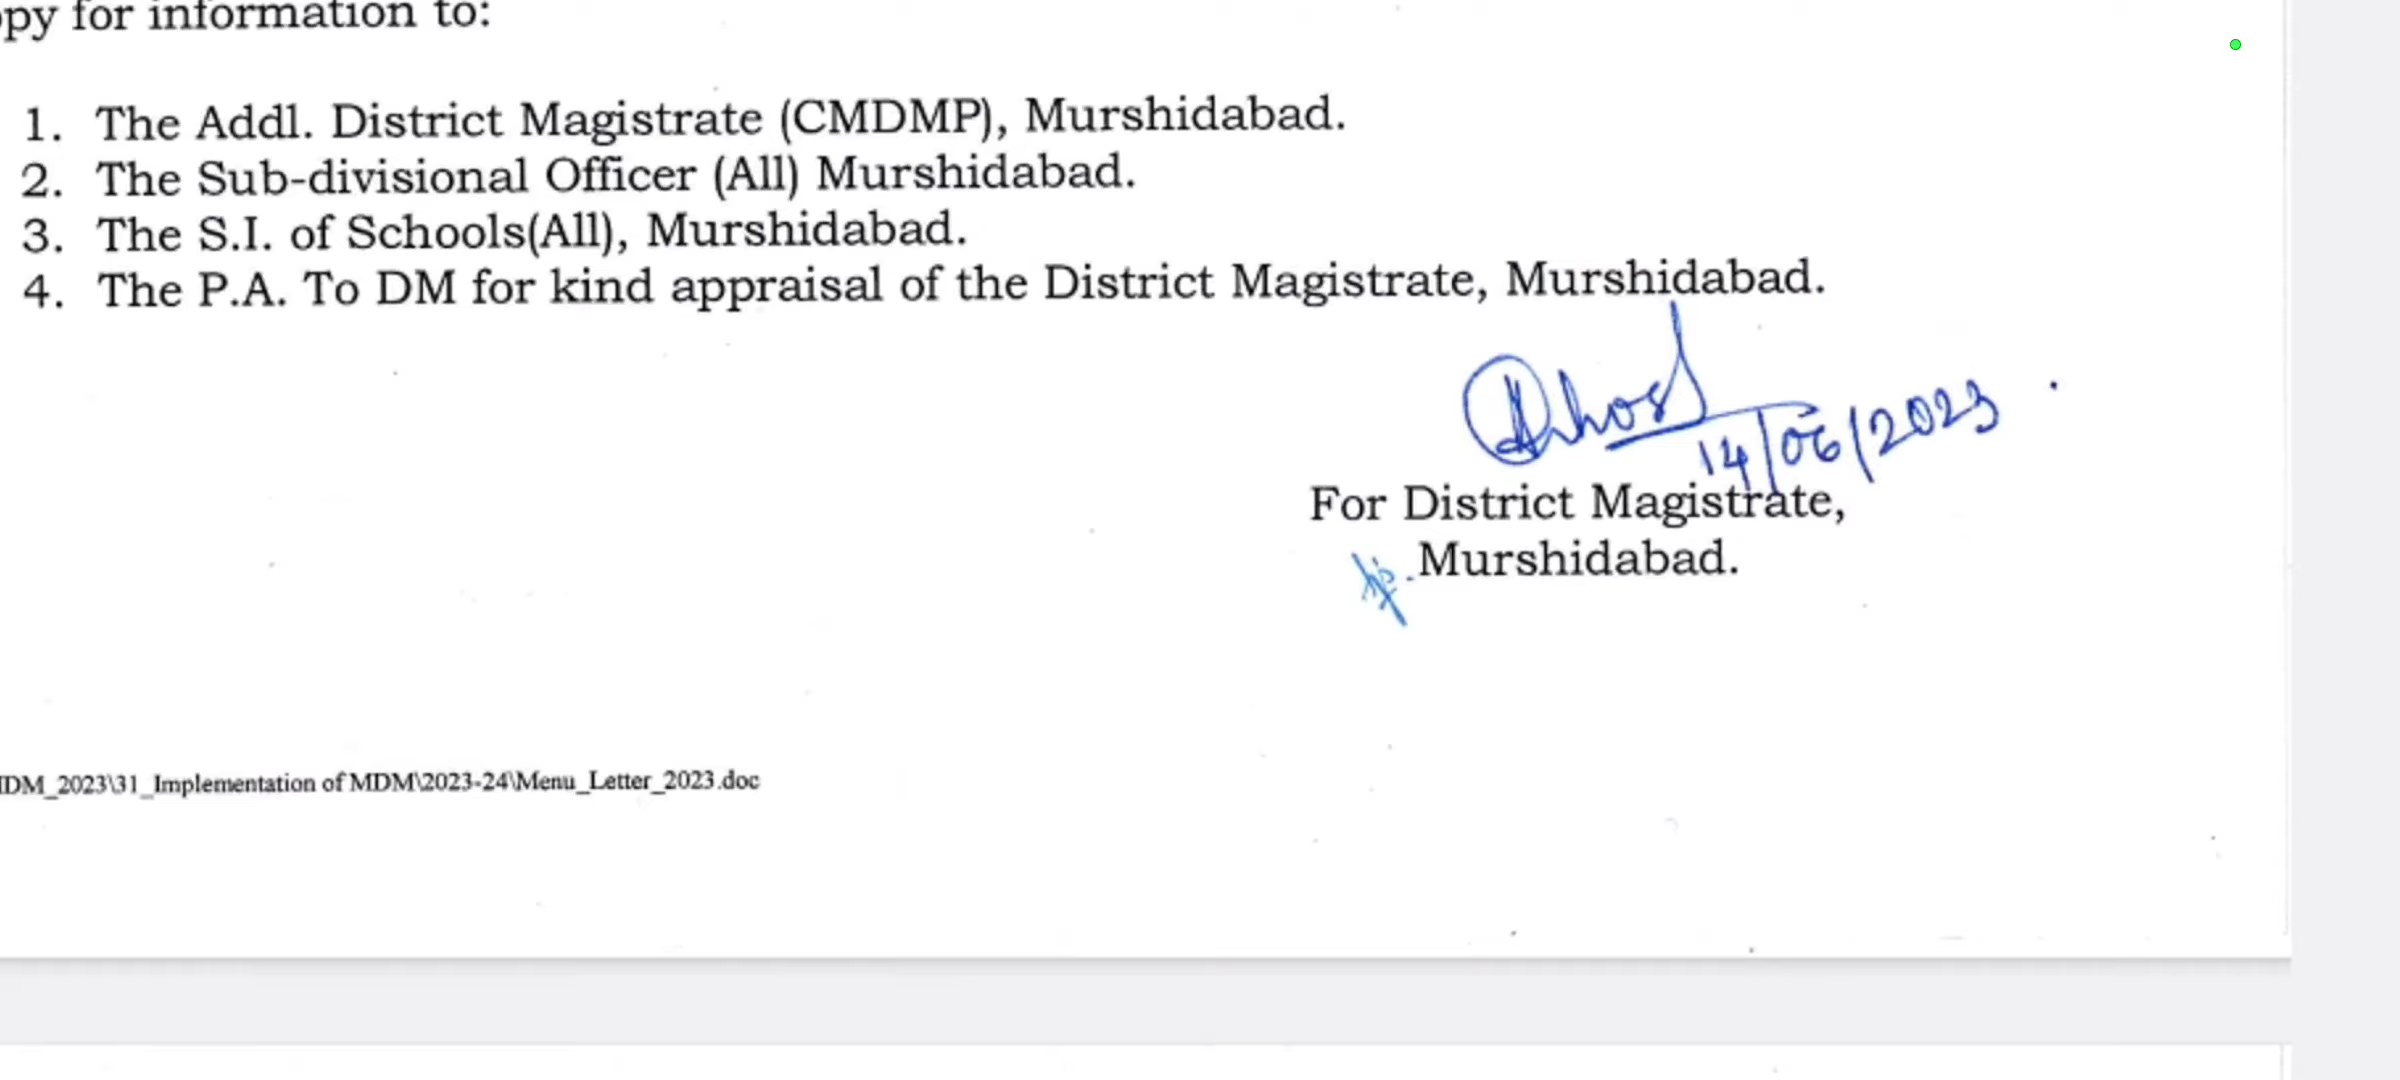 opy for information to:
1. The Addl. District Magistrate (CMDMP), Murshidabad.
2. The Sub-divisional Officer (All) Murshidabad.
3. The S.I. of Schools(All), Murshidabad.
4. The P.A. To DM for kind appraisal of the District Magistrate, Murshidabad.
14/06/2023
For District Magistrate,
Murshidabad.
DM_2023\31_Implementation of MDM\2023-24\Menu_Letter_2023.doc